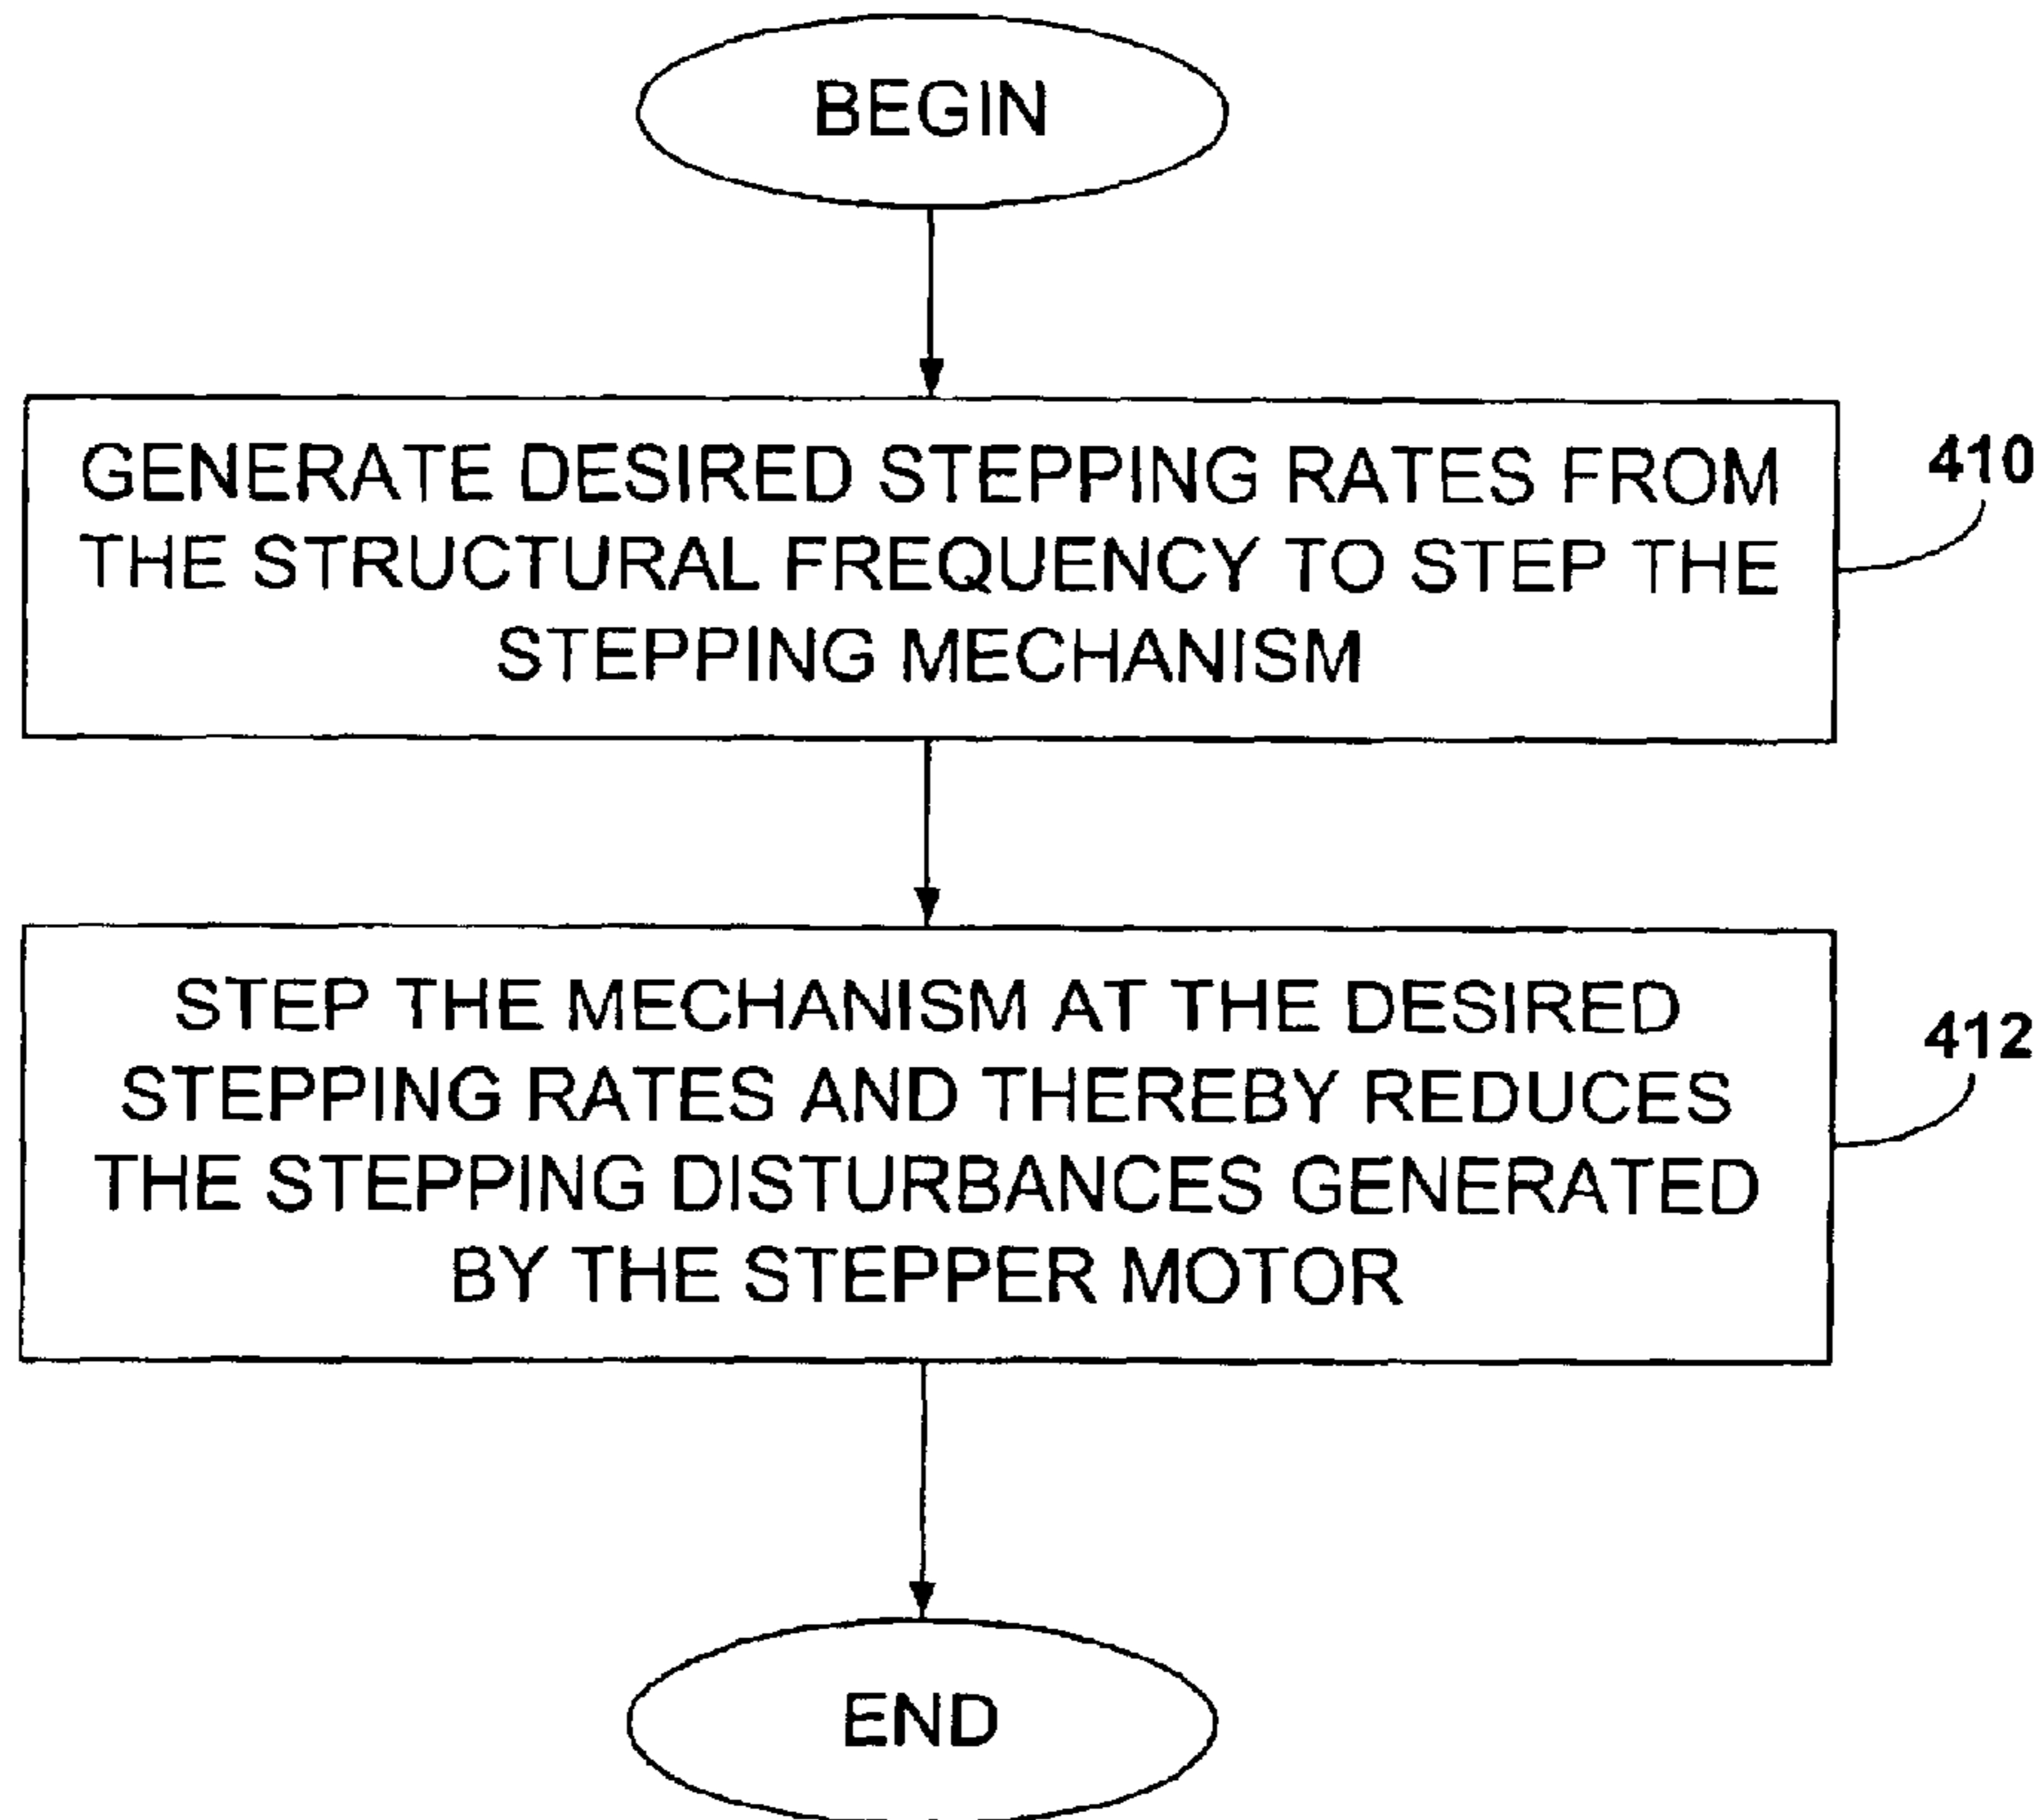 BEGIN
GENERATE DESIRED STEPPING RATES FROM
THE STRUCTURAL FREQUENCY TO STEP THE
STEPPING MECHANISM
410
STEP THE MECHANISM AT THE DESIRED
STEPPING RATES AND THEREBY REDUCES
THE STEPPING DISTURBANCES GENERATED
BY THE STEPPER MOTOR
412
END